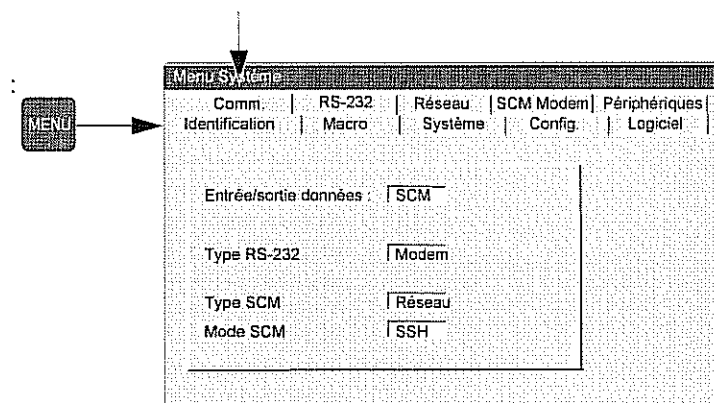 Menu Système
:
MENU
Comm. | RS-232 | Réseau | SCM Modem | Périphériques |
Identification | Macro | Système | Config. | Logiciel |
Entrée/sortie données : SCM
Type RS-232 Modem
Type SCM Réseau
Mode SCM SSH